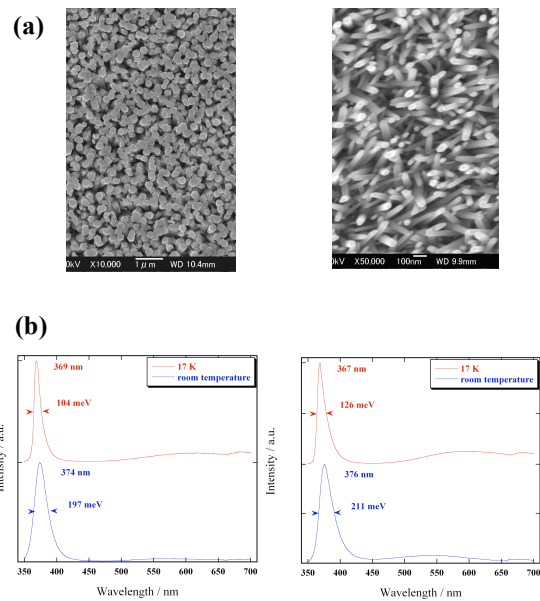 (a)
0kV X10,000 1μm WD 10.4mm
0kV X50,000 100nm WD 9.9mm
(b)
369 nm
17 K
room temperature
104 meV
374 nm
197 meV
Intensity / a.u.
350 400 450 500 550 600 650 700
Wavelength / nm
367 nm
17 K
room temperature
126 meV
376 nm
211 meV
Intensity / a.u.
350 400 450 500 550 600 650 700
Wavelength / nm